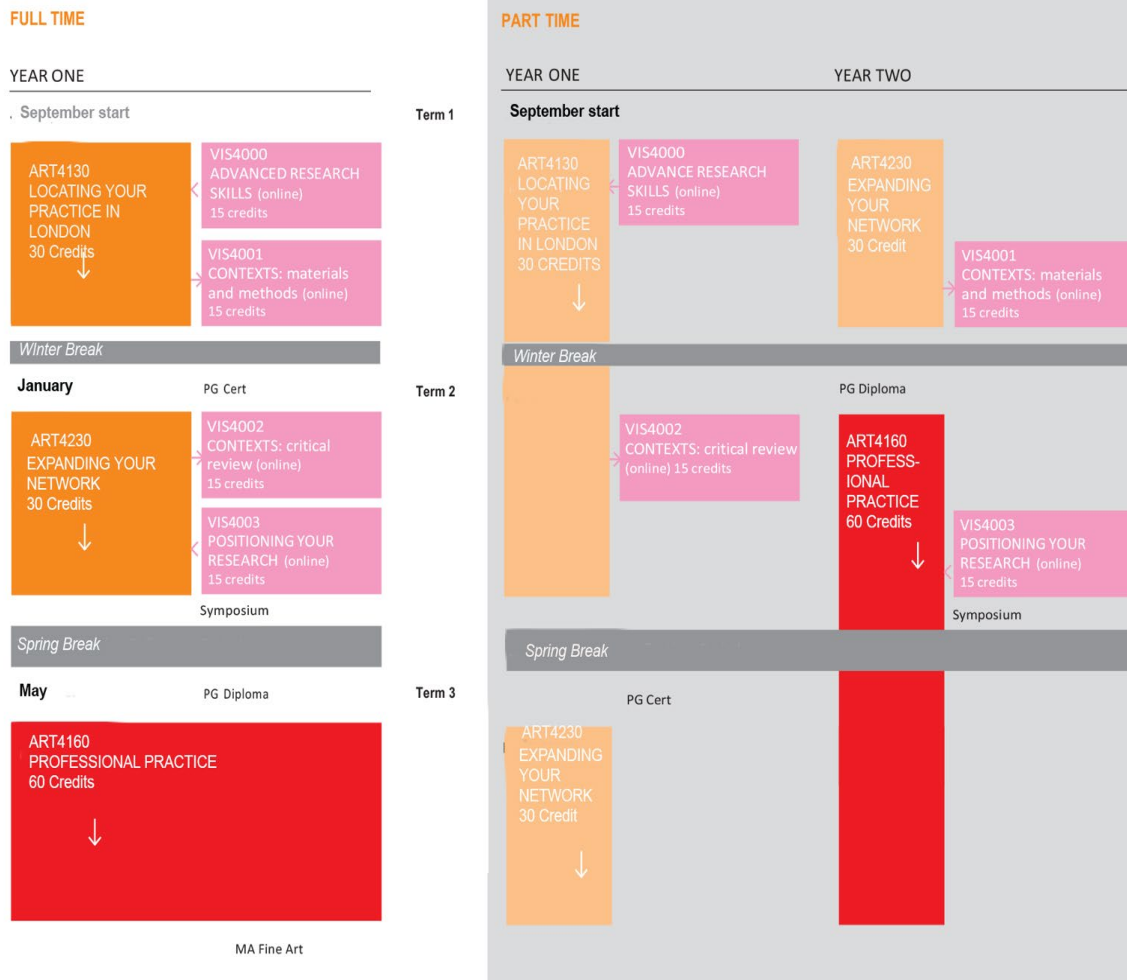 FULL TIME
YEAR ONE
. September start
ART4130
LOCATING YOUR
PRACTICE IN
LONDON
30 Credits
VIS4000
ADVANCED RESEARCH
SKILLS (online)
15 credits
VIS4001
CONTEXTS: materials
and methods (online)
15 credits
WInter Break
January
PG Cert
ART4230
EXPANDING YOUR
NETWORK
30 Credits
VIS4002
CONTEXTS: critical
review (online)
15 credits
VIS4003
POSITIONING YOUR
RESEARCH (online)
15 credits
Symposium
Spring Break
May
PG Diploma
ART4160
PROFESSIONAL PRACTICE
60 Credits
MA Fine Art
Term 1
Term 2
Term 3
PART TIME
YEAR ONE
YEAR TWO
September start
ART4130
LOCATING
YOUR
PRACTICE
IN LONDON
30 CREDITS
VIS4000
ADVANCE RESEARCH
SKILLS (online)
15 credits
ART4230
EXPANDING
YOUR
NETWORK
30 Credit
VIS4001
CONTEXTS: materials
and methods (online)
15 credits
Winter Break
PG Diploma
VIS4002
CONTEXTS: critical review
(online) 15 credits
ART4160
PROFESS-
IONAL
PRACTICE
60 Credits
VIS4003
POSITIONING YOUR
RESEARCH (online)
15 credits
Symposium
Spring Break
PG Cert
ART4230
EXPANDING
YOUR
NETWORK
30 Credit